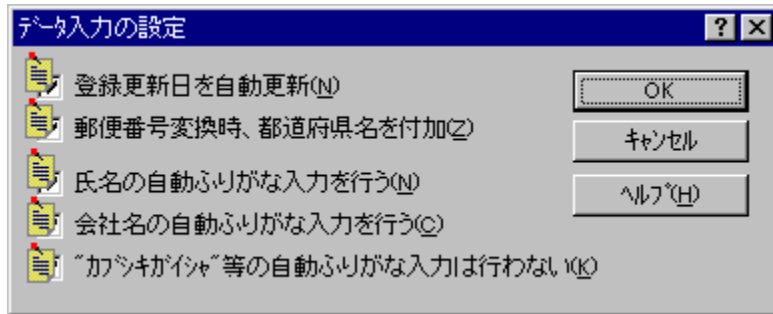 データ入力の設定
登録更新日を自動更新(N)
OK
郵便番号変換時、都道府県名を付加(Z)
キャンセル
氏名の自動ふりがな入力を行う(N)
ヘルプ(H)
会社名の自動ふりがな入力を行う(C)
"カブシキガイシャ"等の自動ふりがな入力は行わない(K)